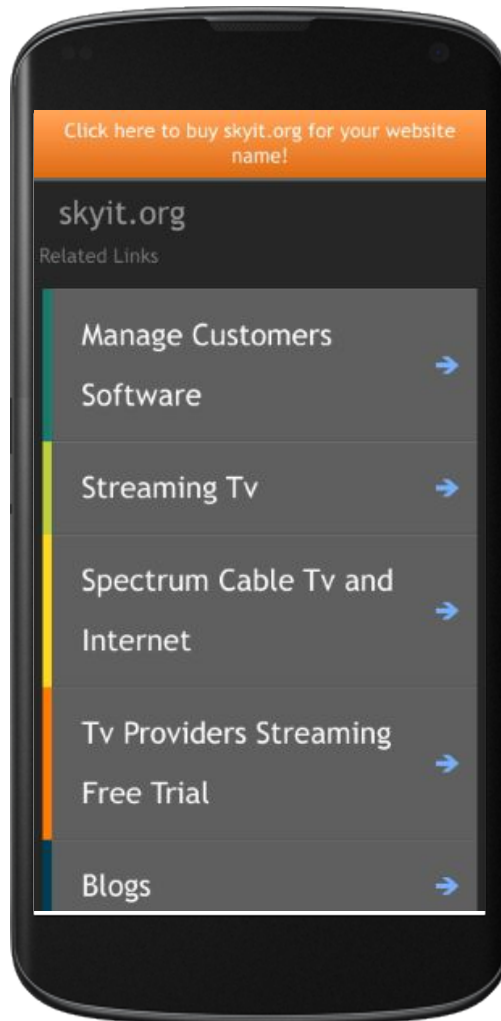 Click here to buy skyit.org for your website
name!
skyit.org
Related Links
Manage Customers
Software
Streaming Tv
Spectrum Cable Tv and
Internet
Tv Providers Streaming
Free Trial
Blogs